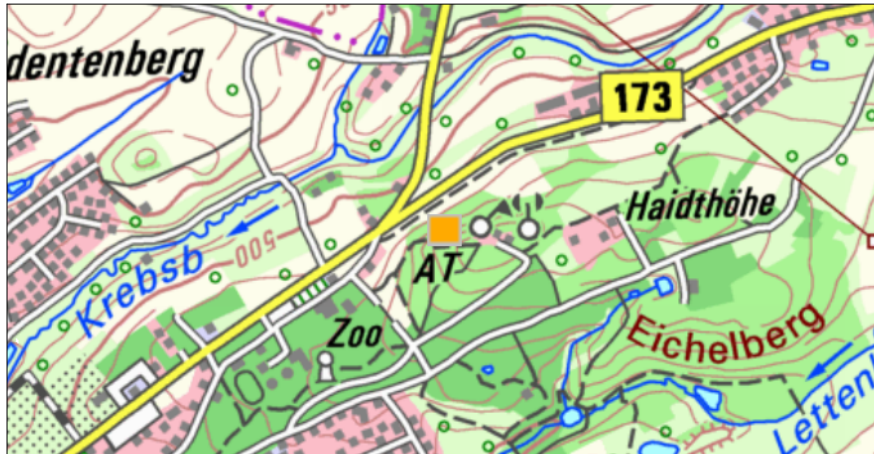 dentenberg
173
Haidthöhe
500
Krebsb
AT
Zoo
Eichelberg
Letten